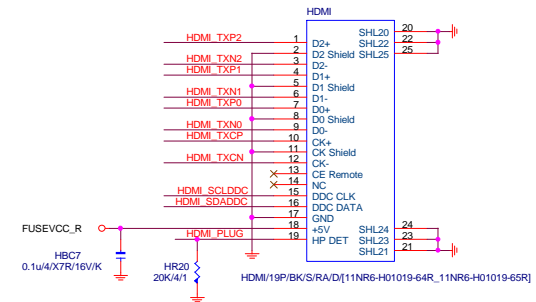 HDMI
HDMI_TXP2 1 D2+ SHL20 20
2 D2 Shield SHL22 22
HDMI_TXN2 3 D2- SHL25 25
HDMI_TXP1 4 D1+
5 D1 Shield
HDMI_TXN1 6 D1-
HDMI_TXP0 7 D0+
8 D0 Shield
HDMI_TXN0 9 D0-
HDMI_TXCP 10 CK+
11 CK Shield
HDMI_TXCN 12 CK-
13 CE Remote
14 NC
HDMI_SCLDDC 15 DDC CLK
HDMI_SDADDC 16 DDC DATA
17 GND
FUSEVCC_R 18 +5V SHL24 24
HDMI_PLUG 19 HP DET SHL23 23
SHL21 21
HBC7
0.1u/4/X7R/16V/K
HR20
20K/4/1
HDMI/19P/BK/S/RA/D/[11NR6-H01019-64R_11NR6-H01019-65R]